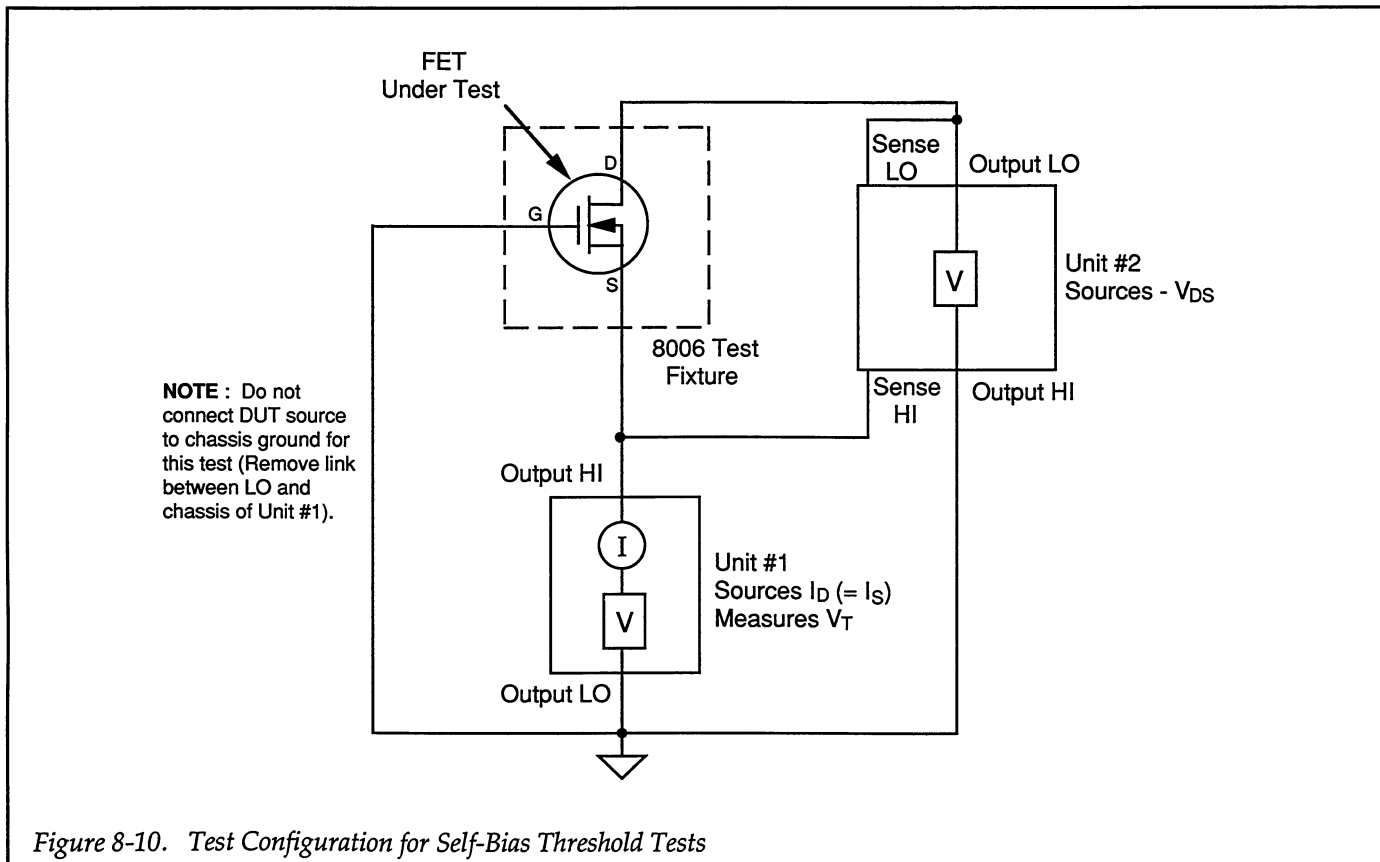 FET
Under Test
D
G
S
8006 Test
Fixture
Sense
LO
Output LO
V
Unit #2
Sources - VDS
Sense
HI
Output HI
NOTE : Do not
connect DUT source
to chassis ground for
this test (Remove link
between LO and
chassis of Unit #1).
Output HI
I
V
Unit #1
Sources ID (= IS)
Measures VT
Output LO
Figure 8-10. Test Configuration for Self-Bias Threshold Tests